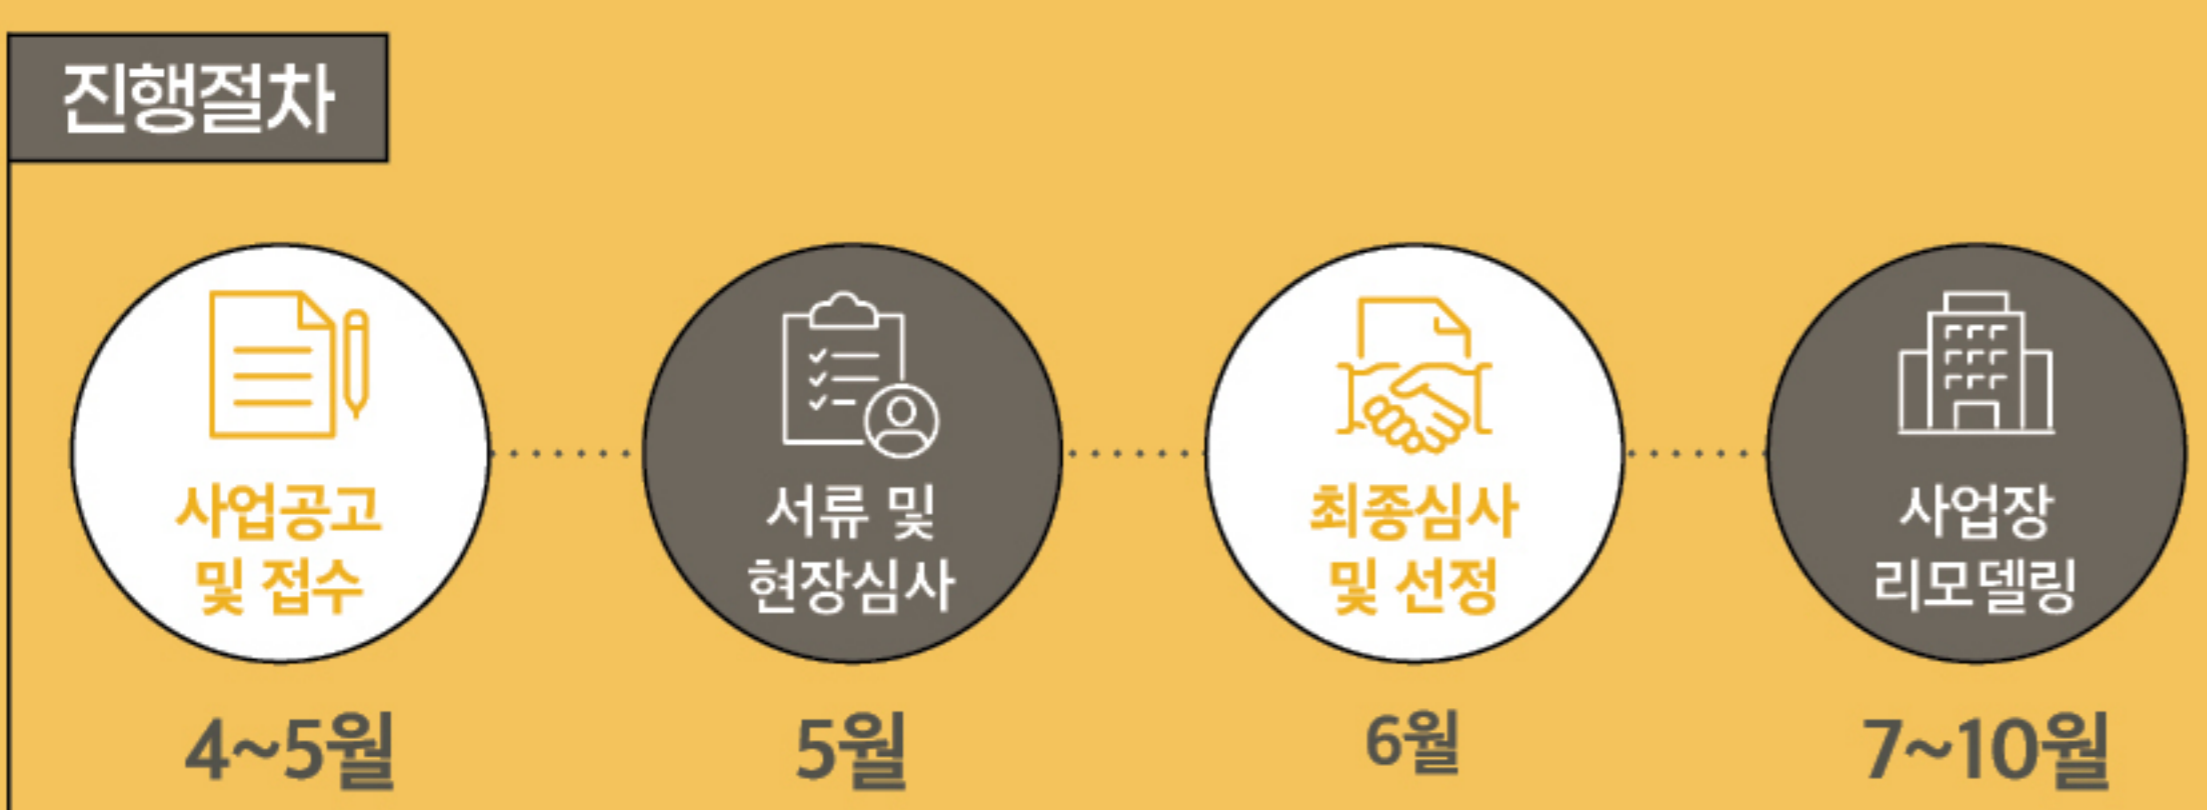 진행절차
사업공고
및 접수
4~5월
서류 및
현장심사
5월
최종심사
및 선정
6월
사업장
리모델링
7~10월